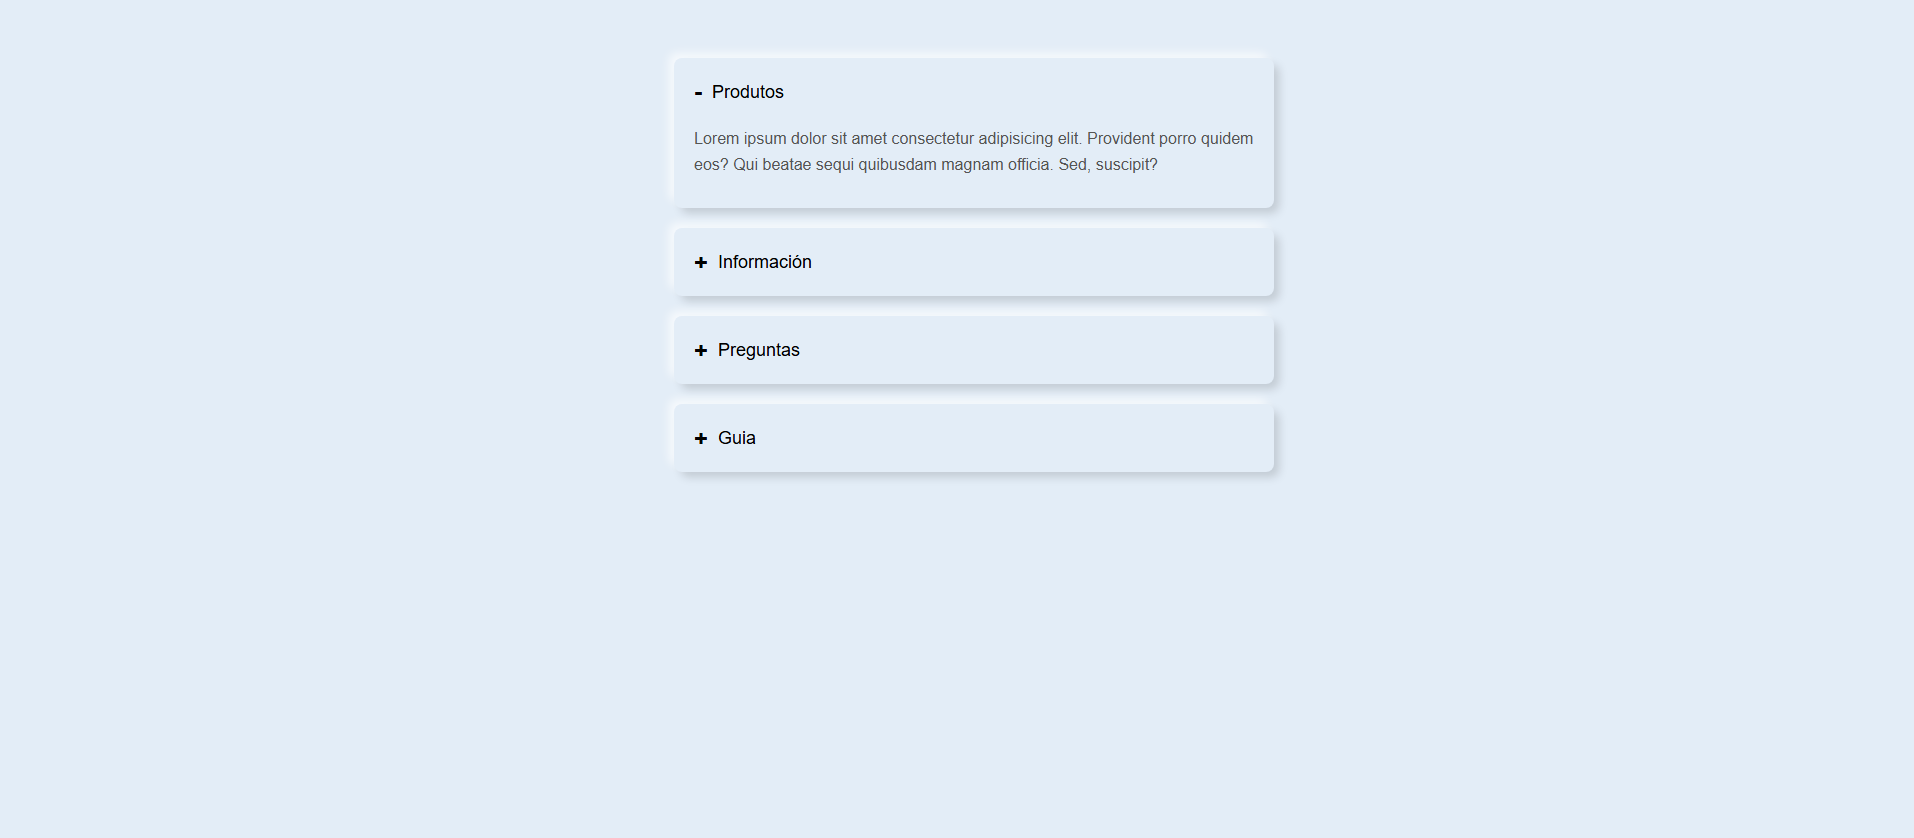 - Produtos
Lorem ipsum dolor sit amet consectetur adipisicing elit. Provident porro quidem
eos? Qui beatae sequi quibusdam magnam officia. Sed, suscipit?
+ Información
+ Preguntas
+ Guia